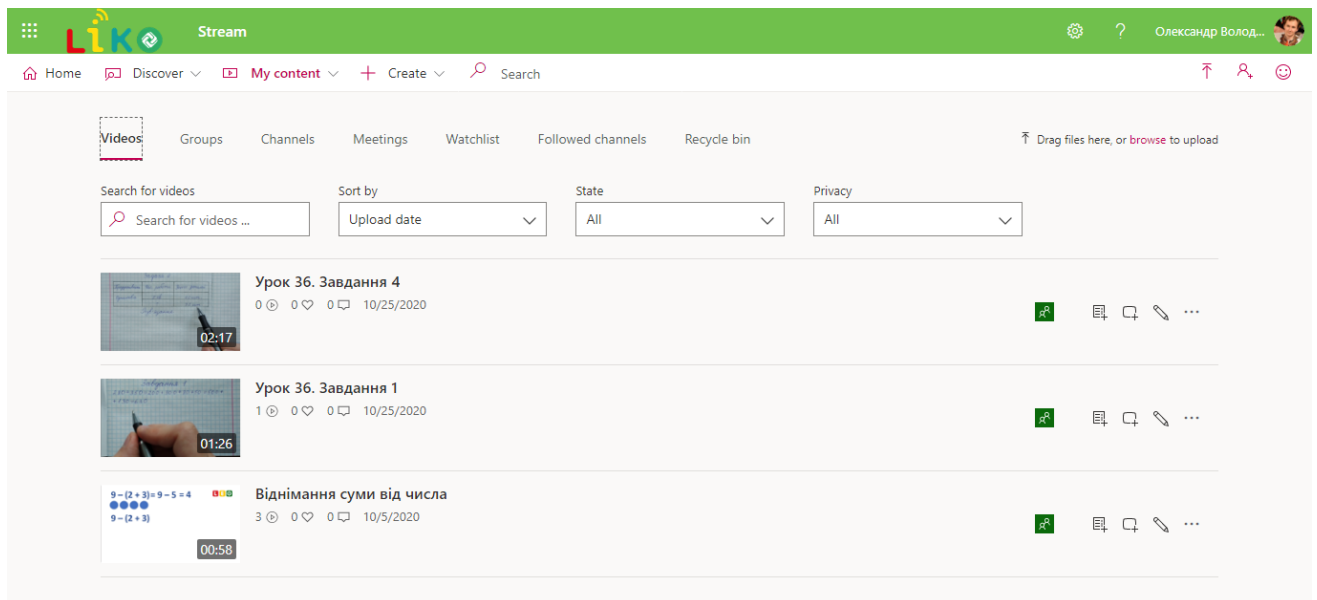 LiKO Stream ? Олександр Волод...
Home Discover My content Create Search
Videos Groups Channels Meetings Watchlist Followed channels Recycle bin Drag files here, or browse to upload
Search for videos Sort by State Privacy
Search for videos ... Upload date All All
Урок 36. Завдання 4
0 0 0 10/25/2020
02:17
Урок 36. Завдання 1
1 0 0 10/25/2020
Завдання 1
01:26
Віднімання суми від числа
3 0 0 10/5/2020
9 – (2 + 3)= 9 – 5 = 4
9 – (2 + 3)
00:58